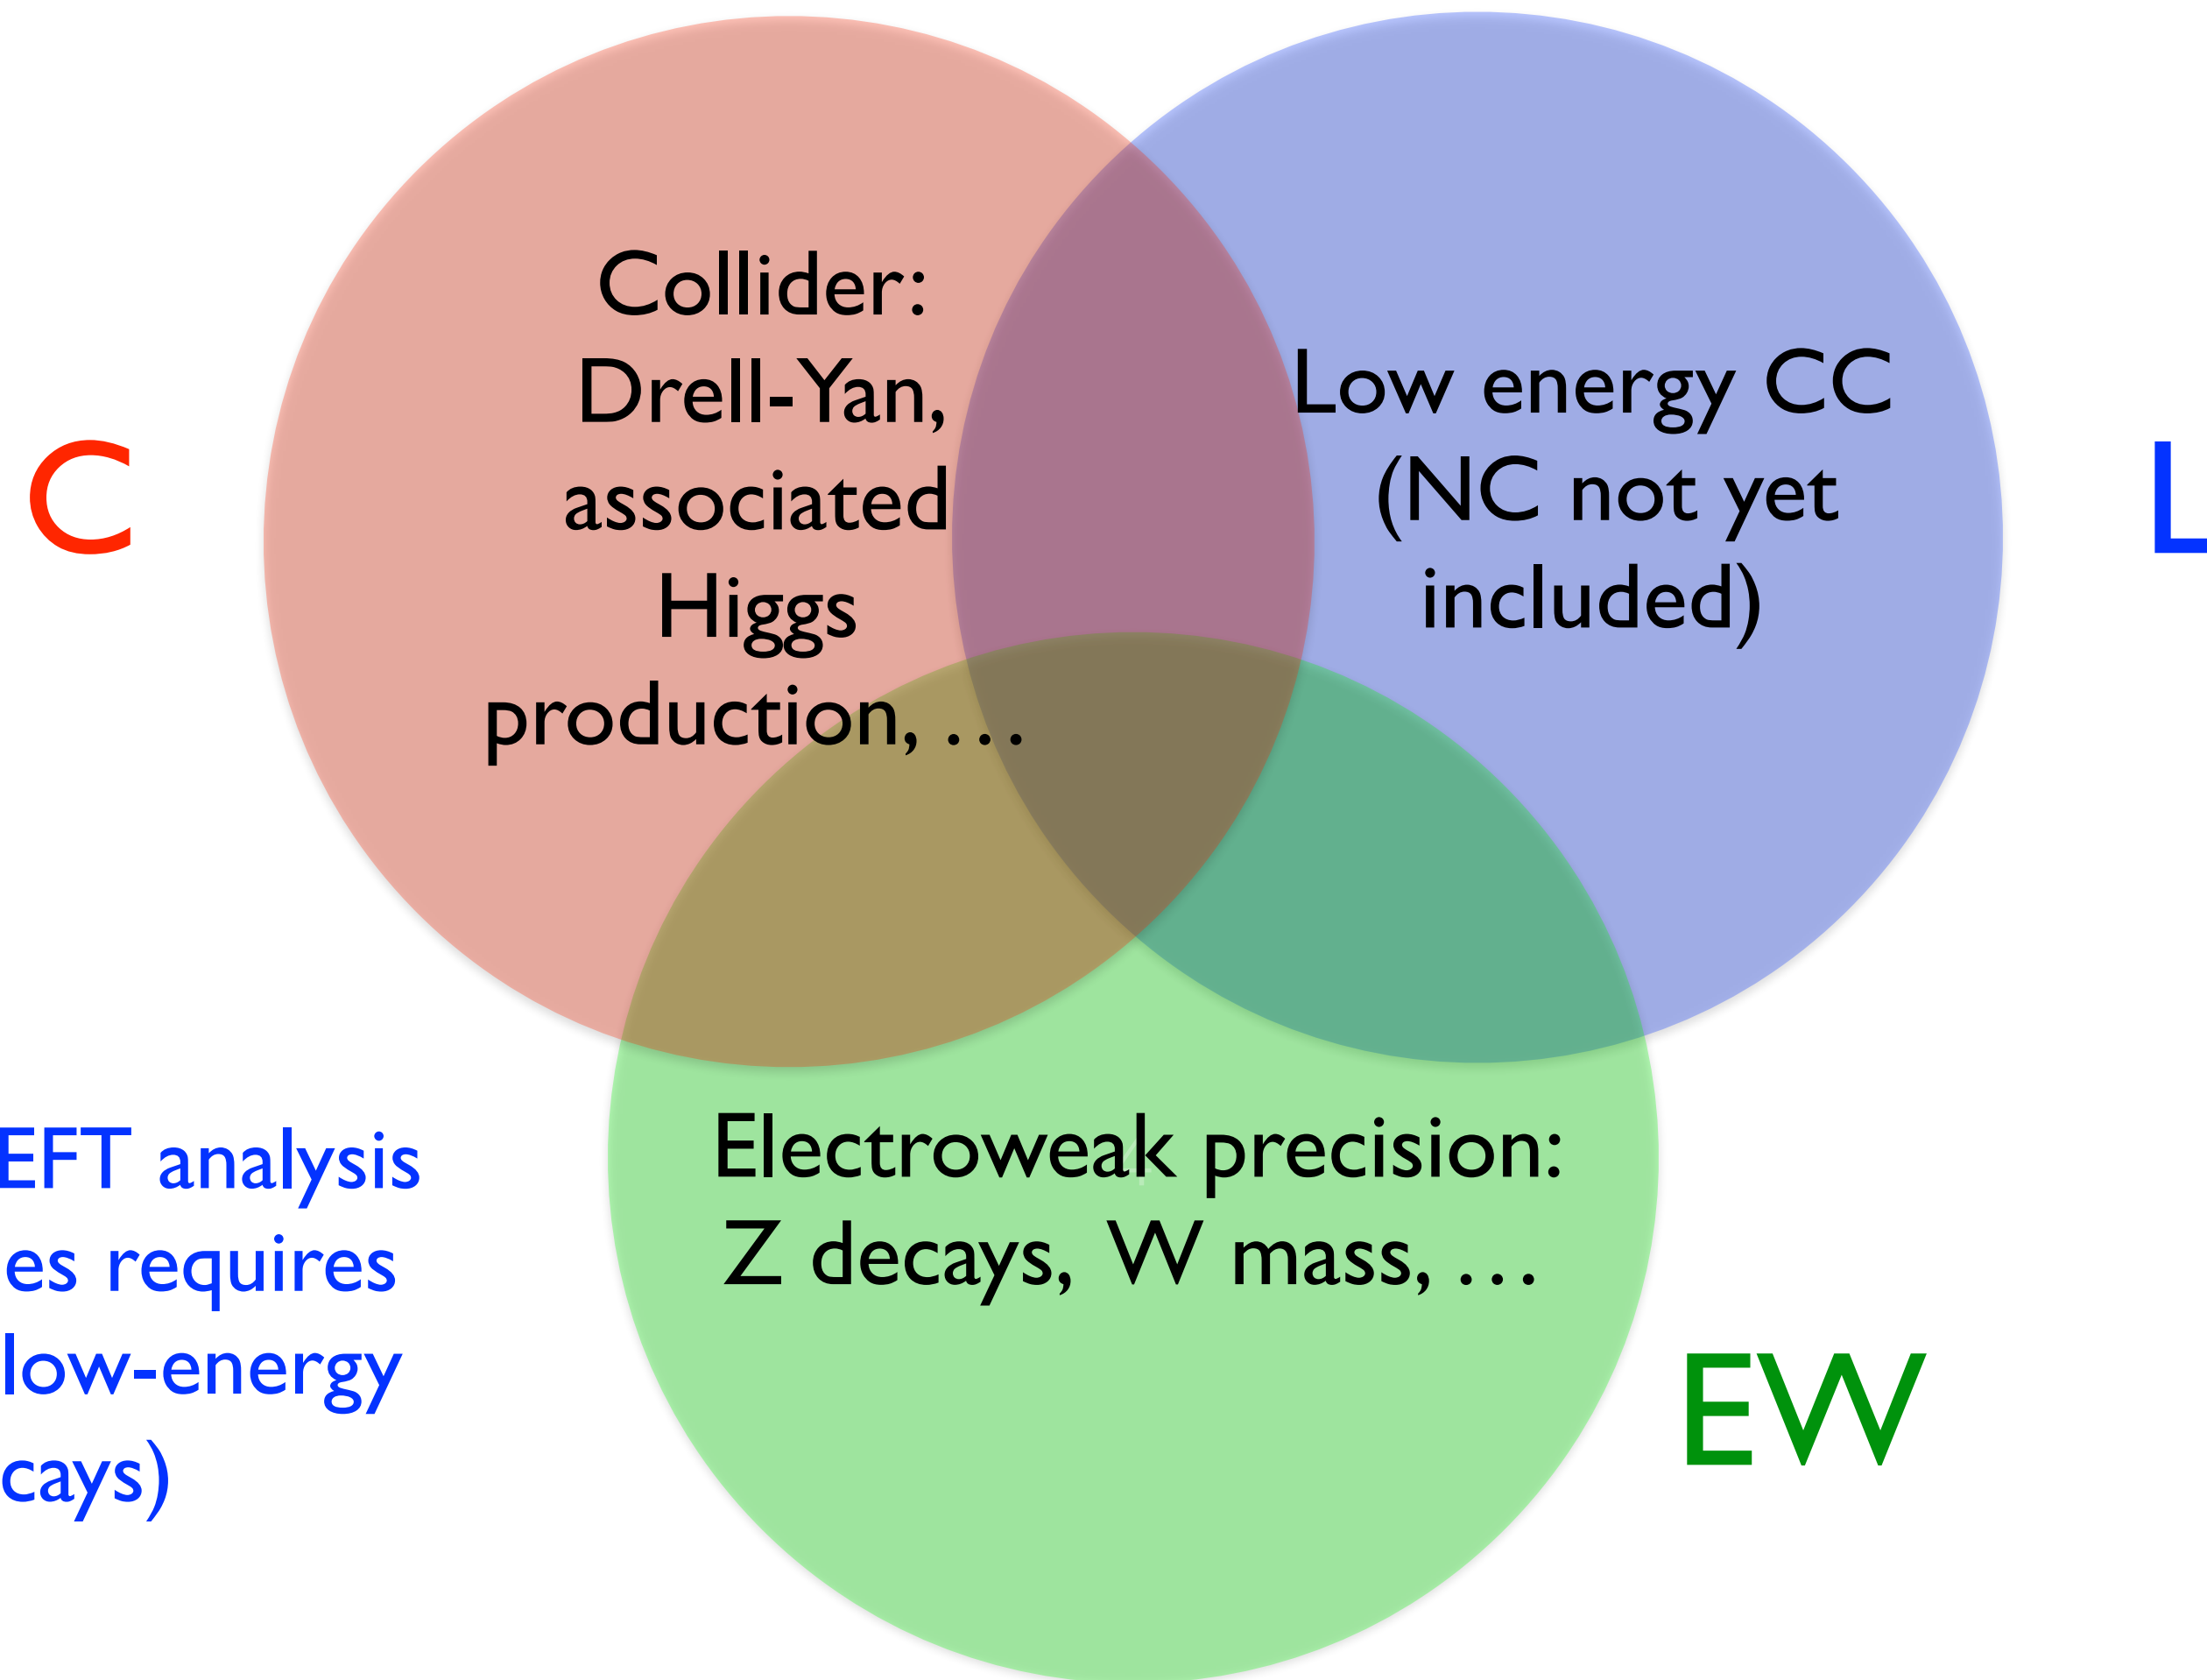 Collider:
Drell-Yan,
associated
Higgs
production, …
Low energy CC
(NC not yet
included)
C
L
EFT analysis
es requires
low-energy
cays)
Electroweak precision:
Z decays, W mass, …
EW